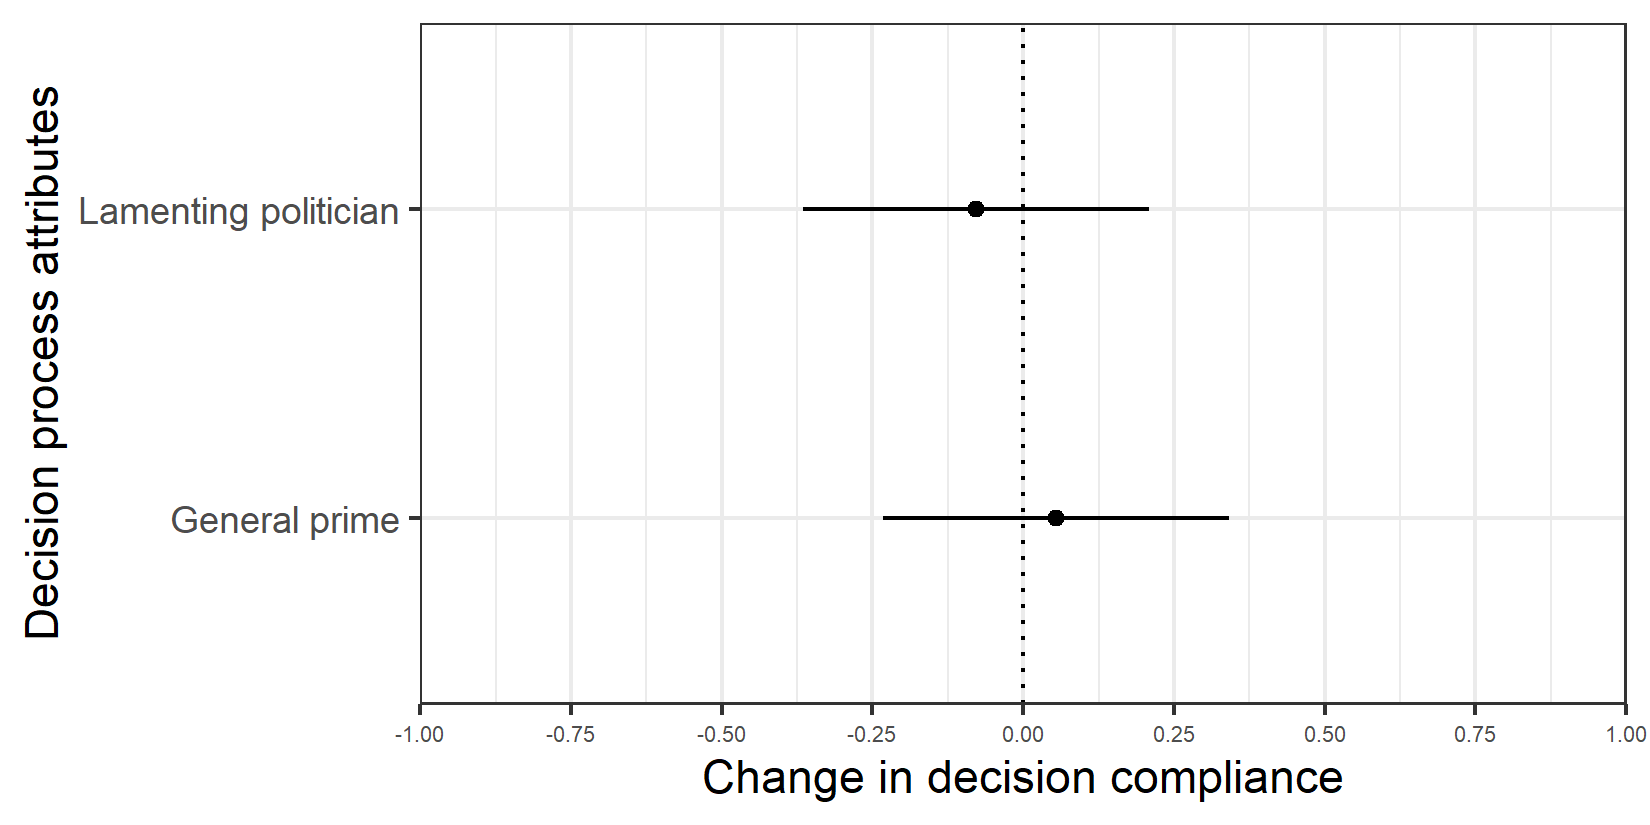 Decision process attributes
Lamenting politician
General prime
-1.00 -0.75 -0.50 -0.25 0.00 0.25 0.50 0.75 1.00
Change in decision compliance